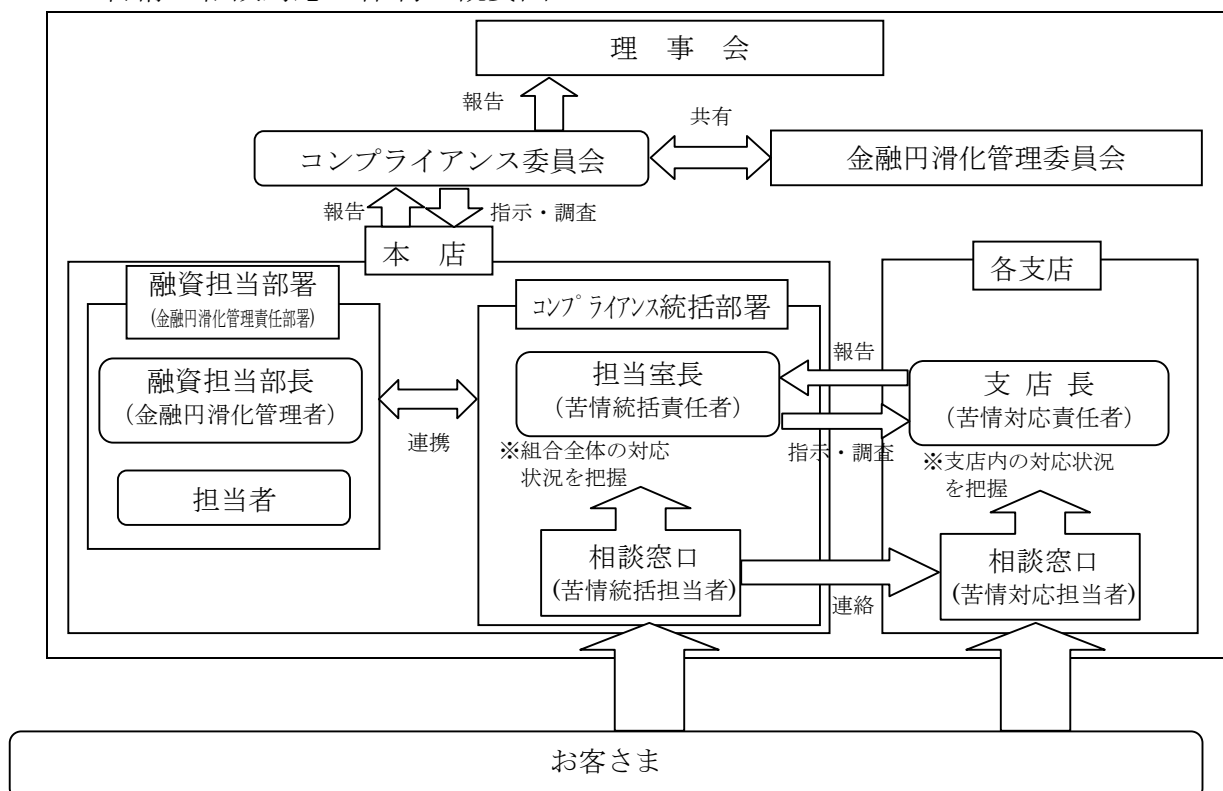 理 事 会
報告
共有
コンプライアンス委員会
金融円滑化管理委員会
報告
指示・調査
本 店
各支店
融資担当部署
(金融円滑化管理責任部署)
コンプライアンス統括部署
融資担当部長
(金融円滑化管理者)
担当者
連携
担当室長
(苦情統括責任者)
※組合全体の対応
状況を把握
報告
指示・調査
支 店 長
(苦情対応責任者)
※支店内の対応状況
を把握
相談窓口
(苦情統括担当者)
連絡
相談窓口
(苦情対応担当者)
お客さま